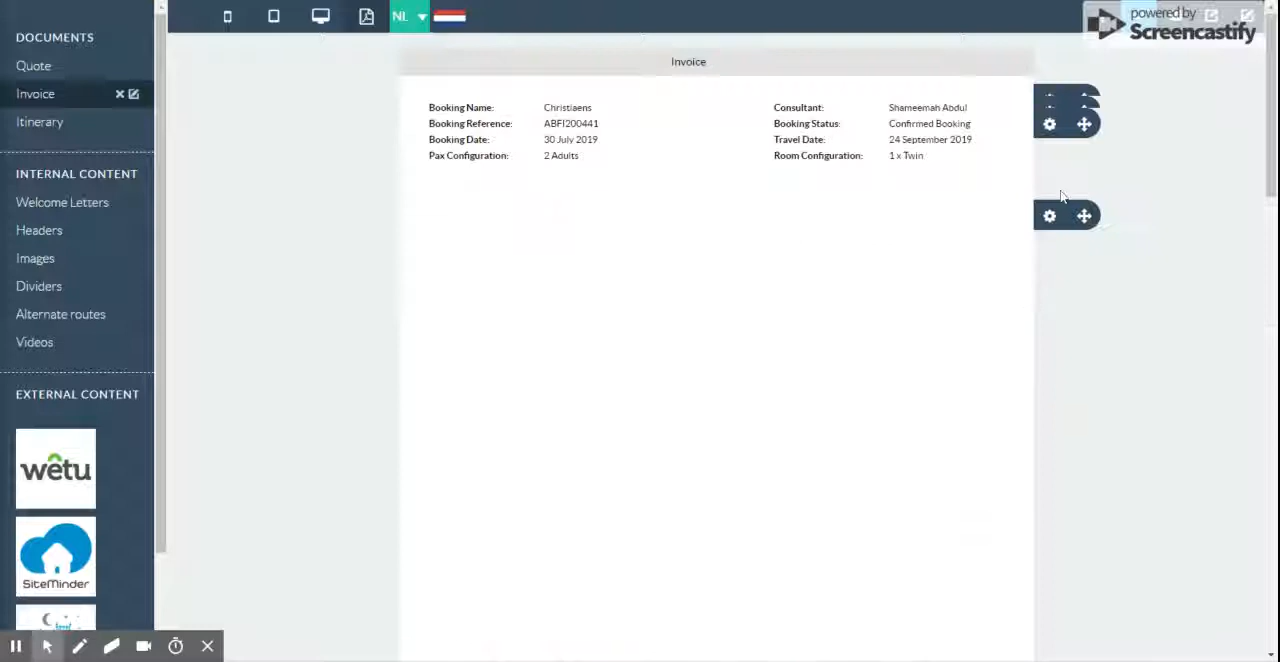 NL
powered by
Screencastify
DOCUMENTS
Quote
Invoice
Itinerary
INTERNAL CONTENT
Welcome Letters
Headers
Images
Dividers
Alternate routes
Videos
EXTERNAL CONTENT
wetu
SiteMinder
Invoice
Booking Name: Christiaens Consultant: Shameemah Abdul
Booking Reference: ABFI200441 Booking Status: Confirmed Booking
Booking Date: 30 July 2019 Travel Date: 24 September 2019
Pax Configuration: 2 Adults Room Configuration: 1 x Twin